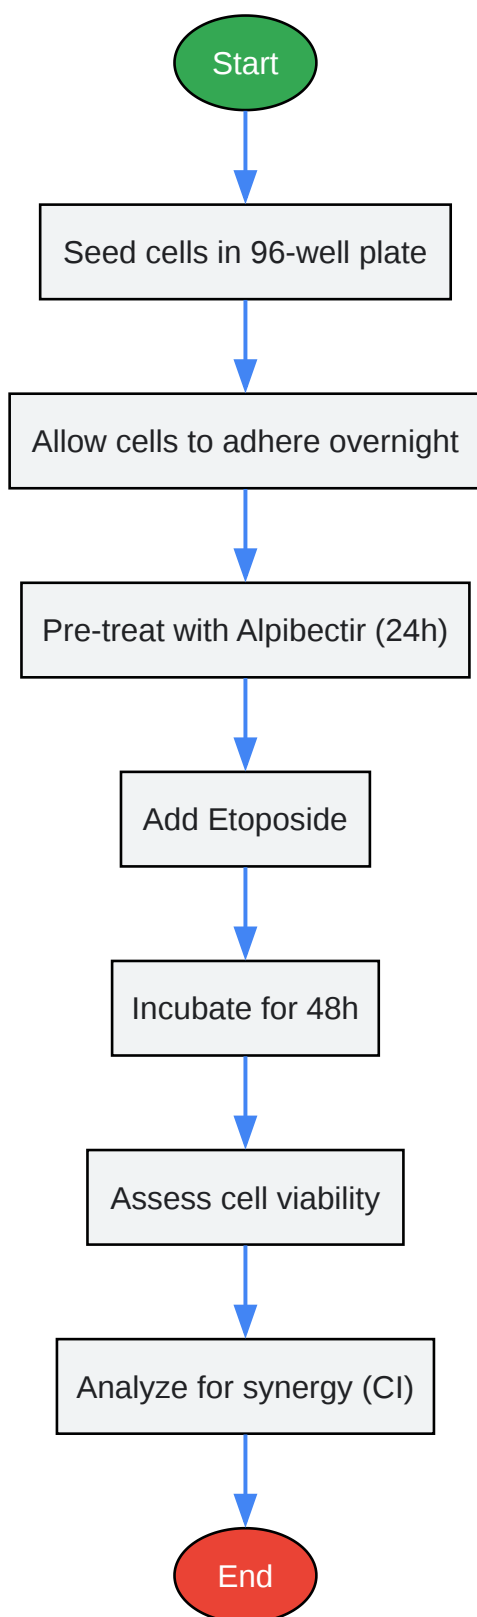 Start
Seed cells in 96-well plate
Allow cells to adhere overnight
Pre-treat with Alpibectir (24h)
Add Etoposide
Incubate for 48h
Assess cell viability
Analyze for synergy (CI)
End